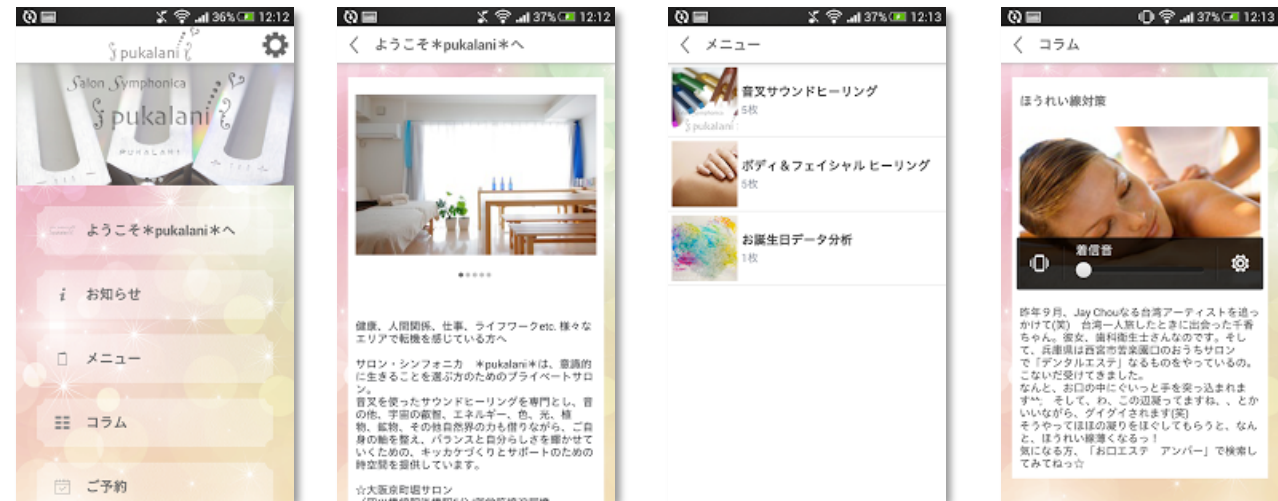 36% 12:12
pukalani
Salon Symphonica
pukalani
PUKALANI
ようこそ＊pukalani＊へ
お知らせ
メニュー
コラム
ご予約
37% 12:12
ようこそ＊pukalani＊へ
健康、人間関係、仕事、ライフワークetc. 様々な
エリアで転機を感じている方へ
サロン・シンフォニカ　＊pukalani＊は、意識的
に生きることを選ぶ方のためのプライベートサロ
ン。
音叉を使ったサウンドヒーリングを専門とし、音
の他、宇宙の叡智、エネルギー、色、光、植
物、鉱物、その他自然界の力も借りながら、ご自
身の軸を整え、バランスと自分らしさを輝かせて
いくための、キッカケづくりとサポートのための
時空間を提供しています。
☆大阪京町堀サロン
37% 12:13
メニュー
音叉サウンドヒーリング
5枚
pukalani
ボディ＆フェイシャル ヒーリング
5枚
お誕生日データ分析
1枚
37% 12:13
コラム
ほうれい線対策
着信音
昨年９月、Jay Chouなる台湾アーティストを追っ
かけて(笑)　台湾一人旅したときに出会った千香
ちゃん。彼女、歯科衛生士さんなのです。そし
て、兵庫県は西宮市苦楽園口のおうちサロン
で「デンタルエステ」なるものをやっているの。
こないだ受けてきました。
なんと、お口の中にぐいっと手を突っ込まれま
す^^;　そして、わ、この辺凝ってますね、、とか
いいながら、グイグイされます(笑)
そうやってほほの凝りをほぐしてもらうと、なん
と、ほうれい線薄くなるっ！
気になる方、「お口エステ　アンバー」で検索し
てみてねっ☆